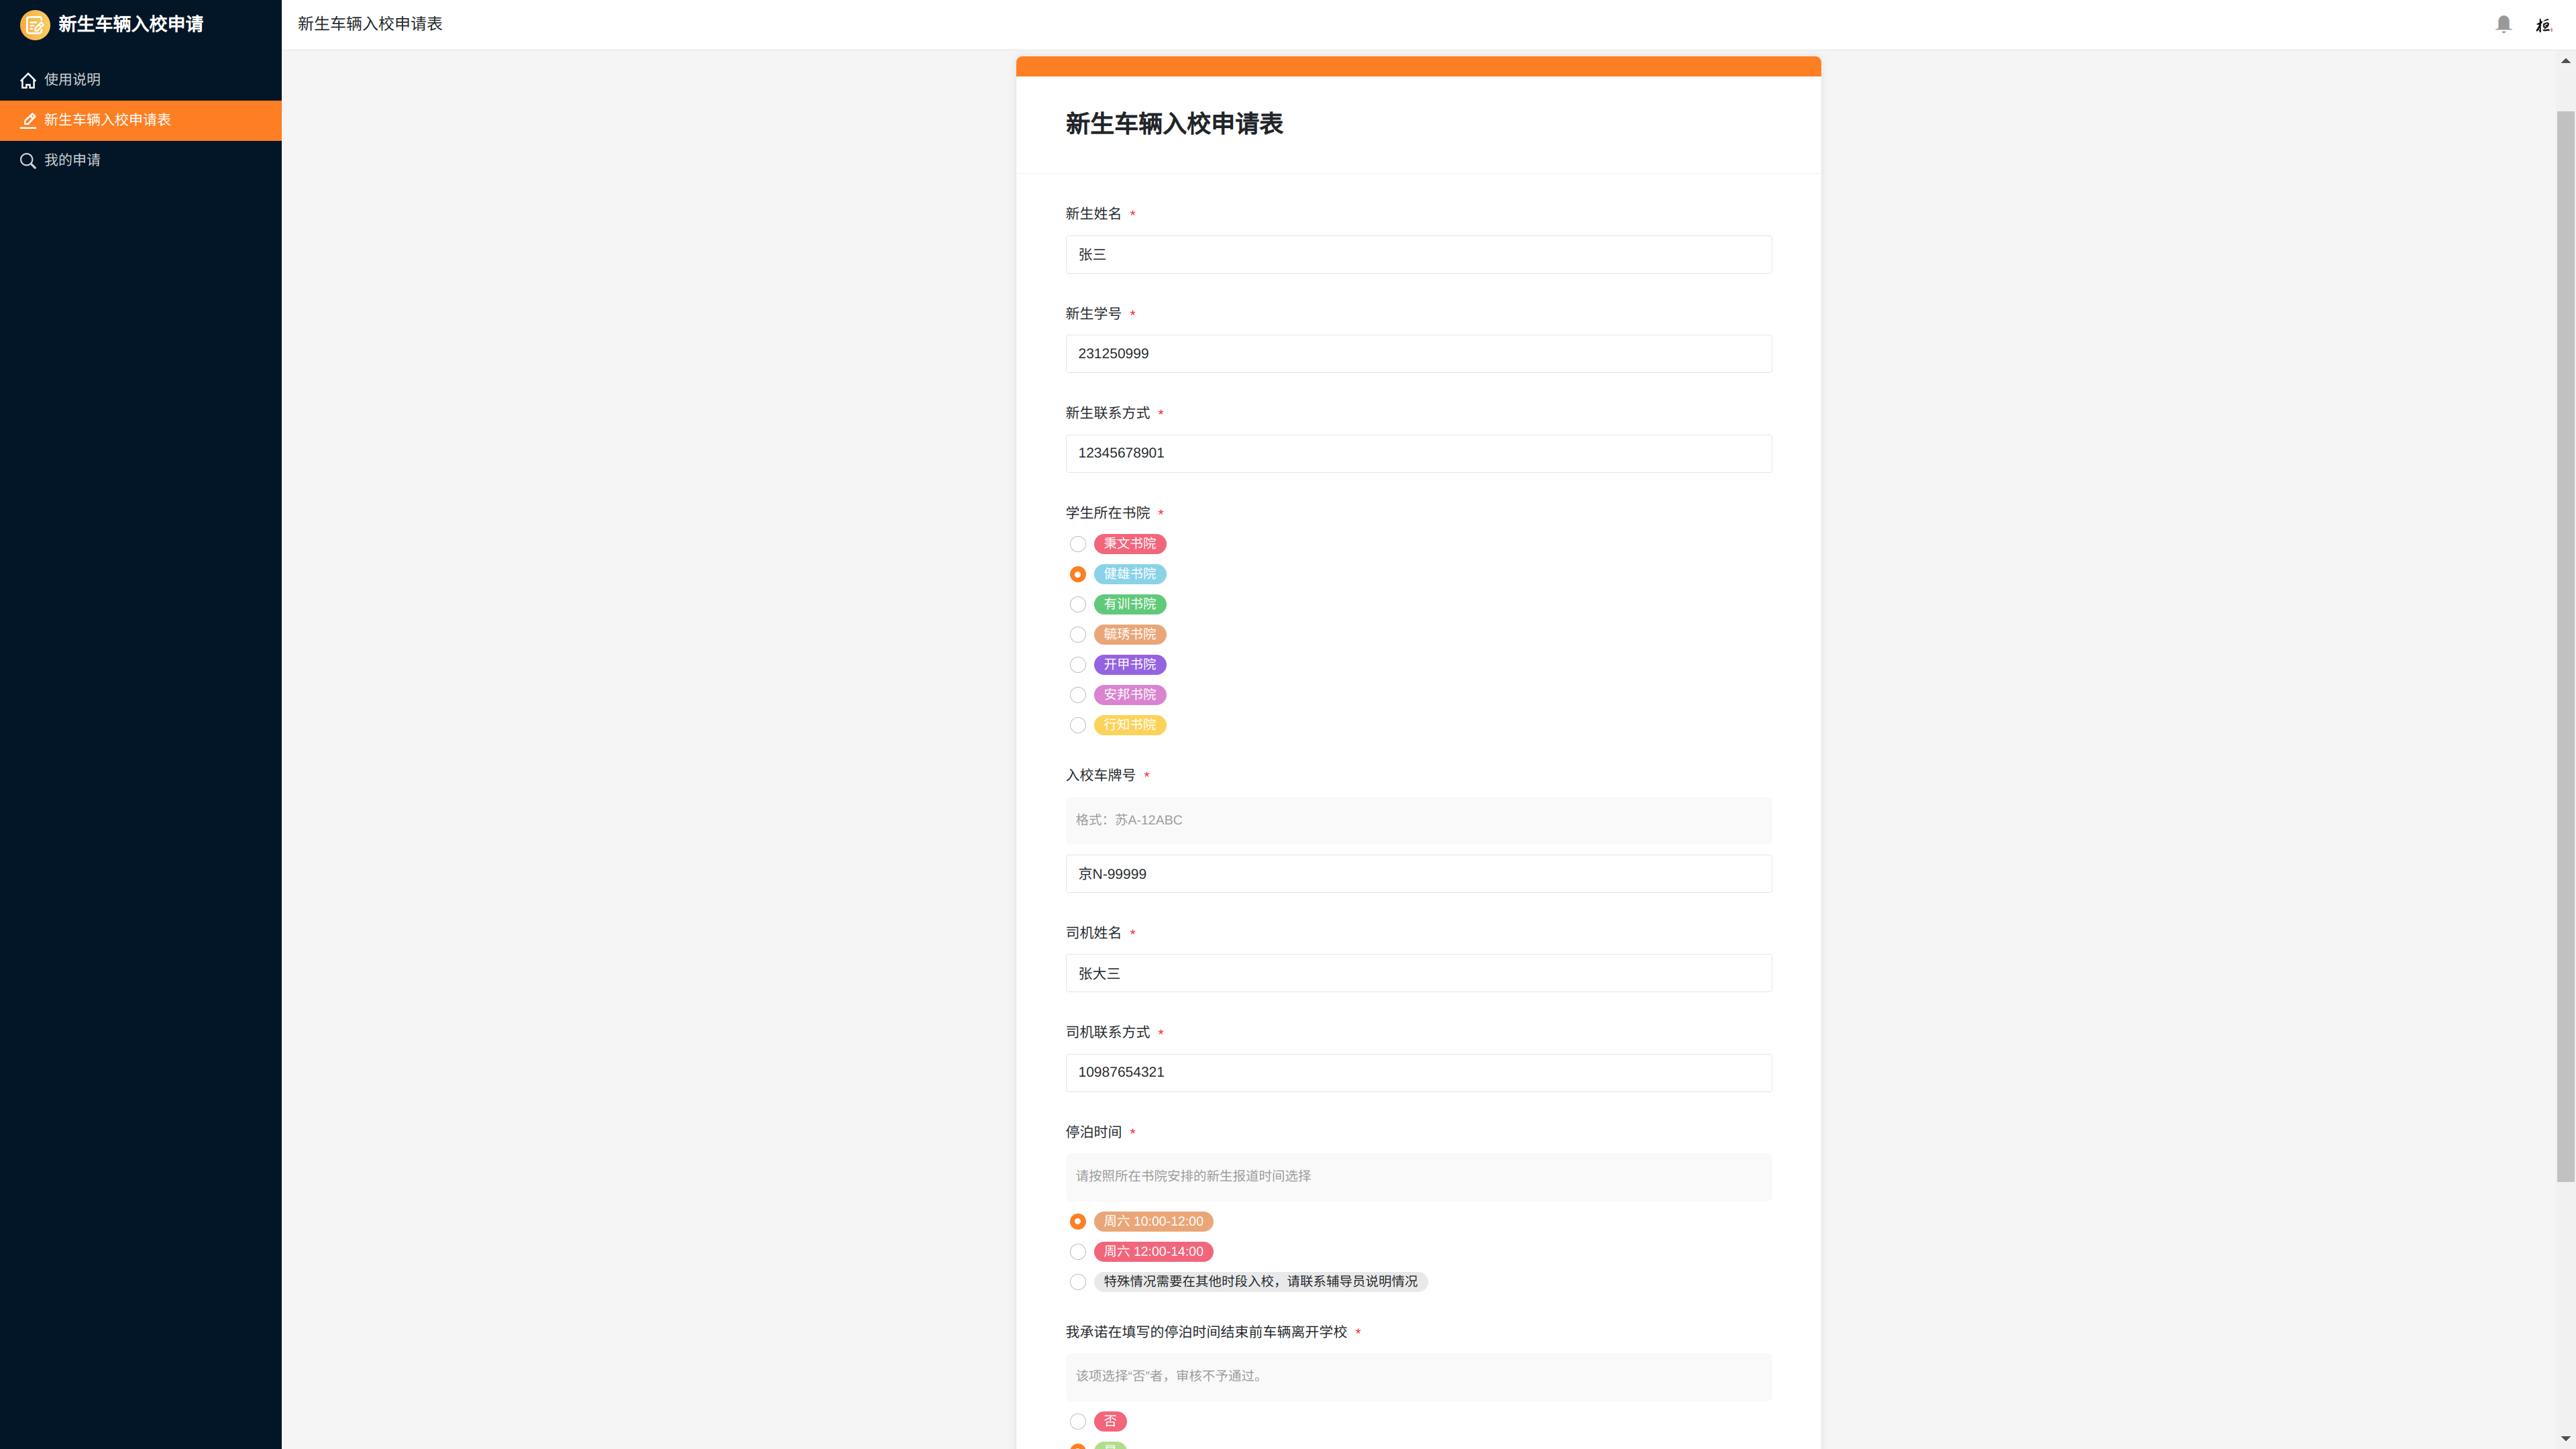 新生车辆入校申请
新生车辆入校申请表
使用说明
新生车辆入校申请表
我的申请
新生车辆入校申请表
新生姓名 *
张三
新生学号 *
231250999
新生联系方式 *
12345678901
学生所在书院 *
秉文书院
健雄书院
有训书院
毓琇书院
开甲书院
安邦书院
行知书院
入校车牌号 *
格式：苏A-12ABC
京N-99999
司机姓名 *
张大三
司机联系方式 *
10987654321
停泊时间 *
请按照所在书院安排的新生报道时间选择
周六 10:00-12:00
周六 12:00-14:00
特殊情况需要在其他时段入校，请联系辅导员说明情况
我承诺在填写的停泊时间结束前车辆离开学校 *
该项选择“否”者，审核不予通过。
否